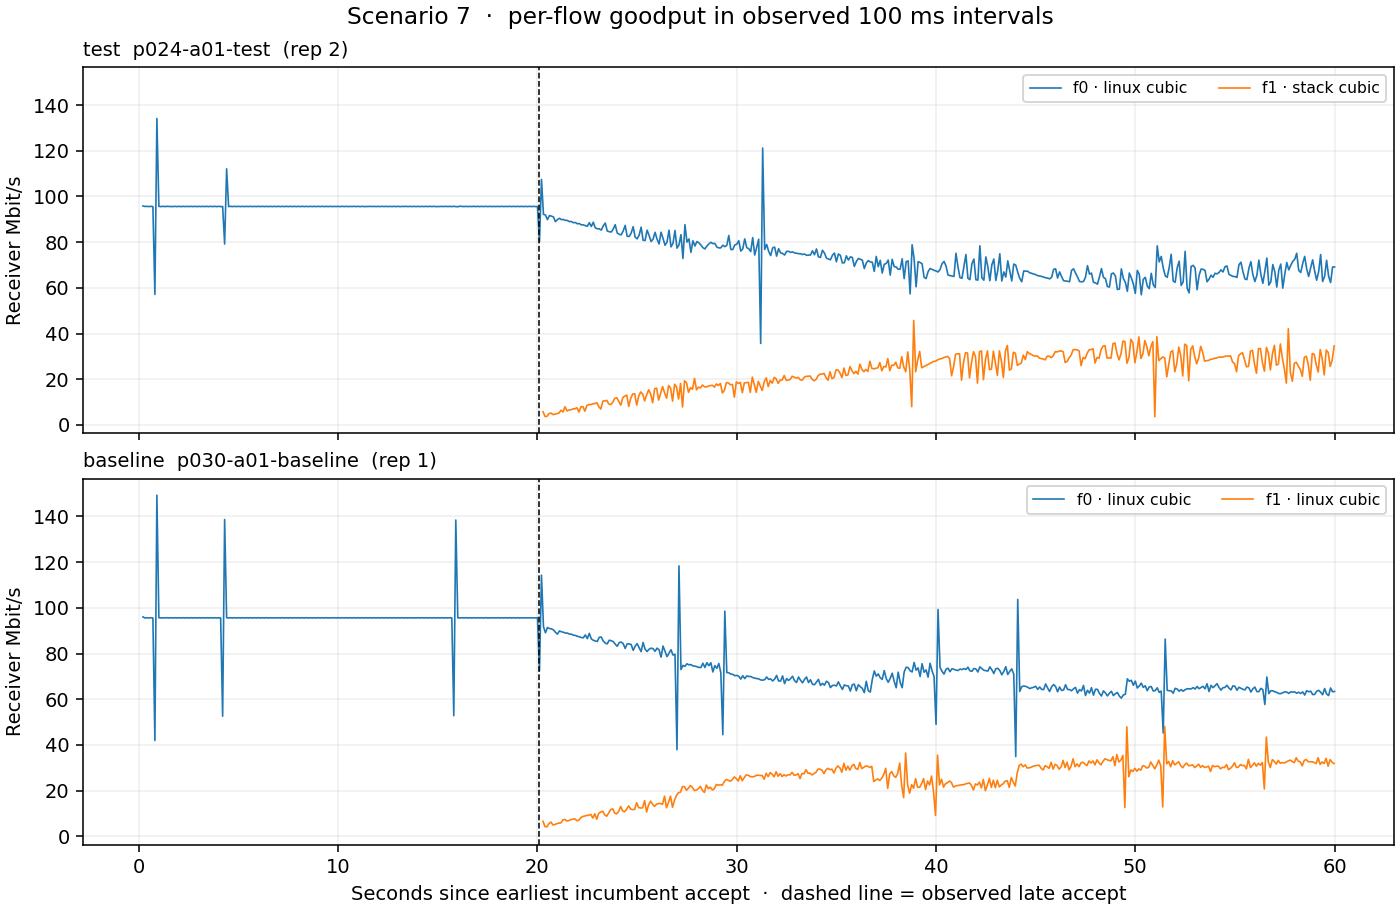 Scenario 7 · per-flow goodput in observed 100 ms intervals
test p024-a01-test (rep 2)
f0 · linux cubic
f1 · stack cubic
Receiver Mbit/s
140
120
100
80
60
40
20
0
baseline p030-a01-baseline (rep 1)
f0 · linux cubic
f1 · linux cubic
Receiver Mbit/s
140
120
100
80
60
40
20
0
0 10 20 30 40 50 60
Seconds since earliest incumbent accept · dashed line = observed late accept